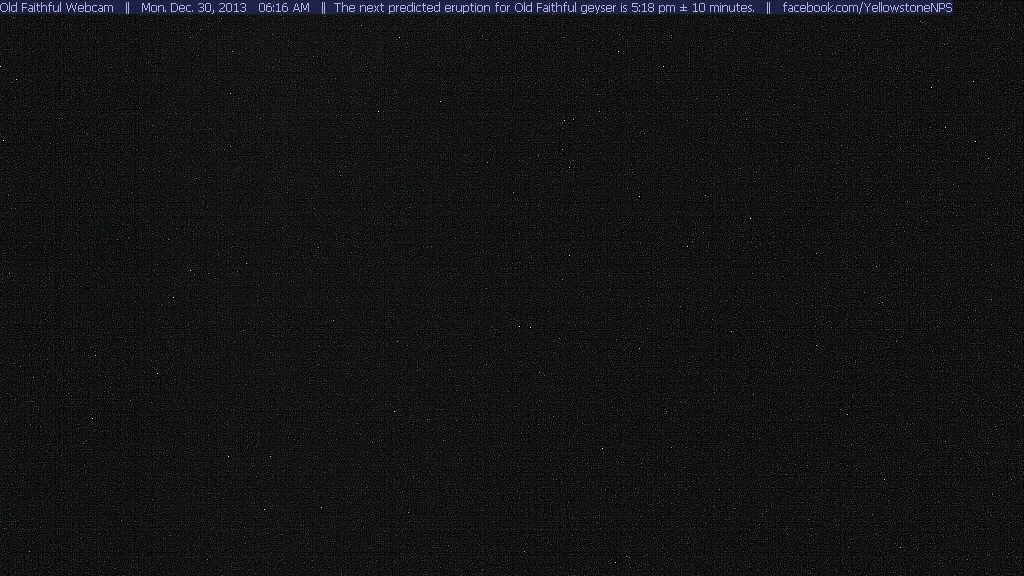 Old Faithful Webcam || Mon. Dec. 30, 2013 06:16 AM || The next predicted eruption for Old Faithful geyser is 5:18 pm ± 10 minutes. || facebook.com/YellowstoneNPS